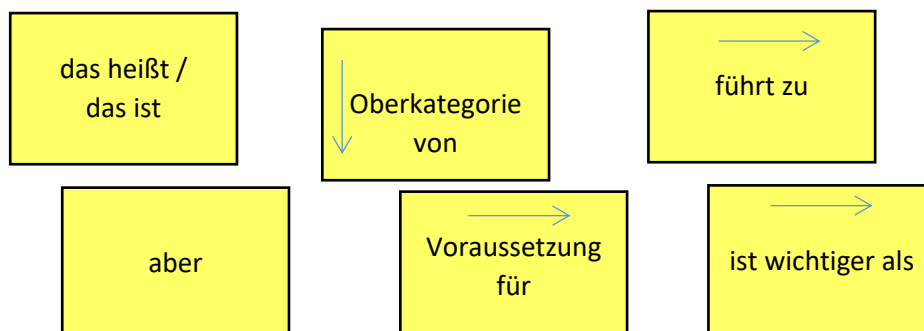 das heißt /
das ist
Oberkategorie
von
führt zu
aber
Voraussetzung
für
ist wichtiger als